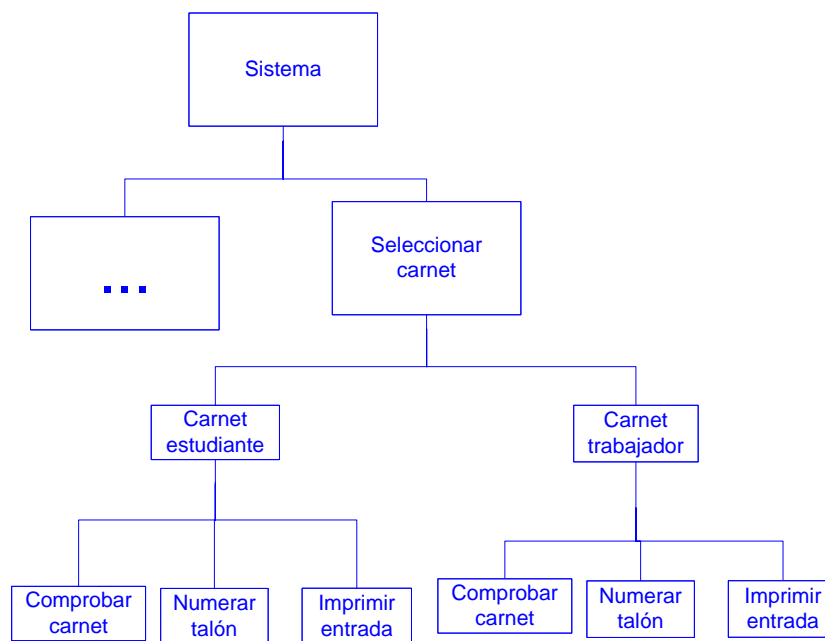 Sistema
...
Seleccionar
carnet
Carnet
estudiante
Carnet
trabajador
Comprobar
carnet
Numerar
talón
Imprimir
entrada
Comprobar
carnet
Numerar
talón
Imprimir
entrada